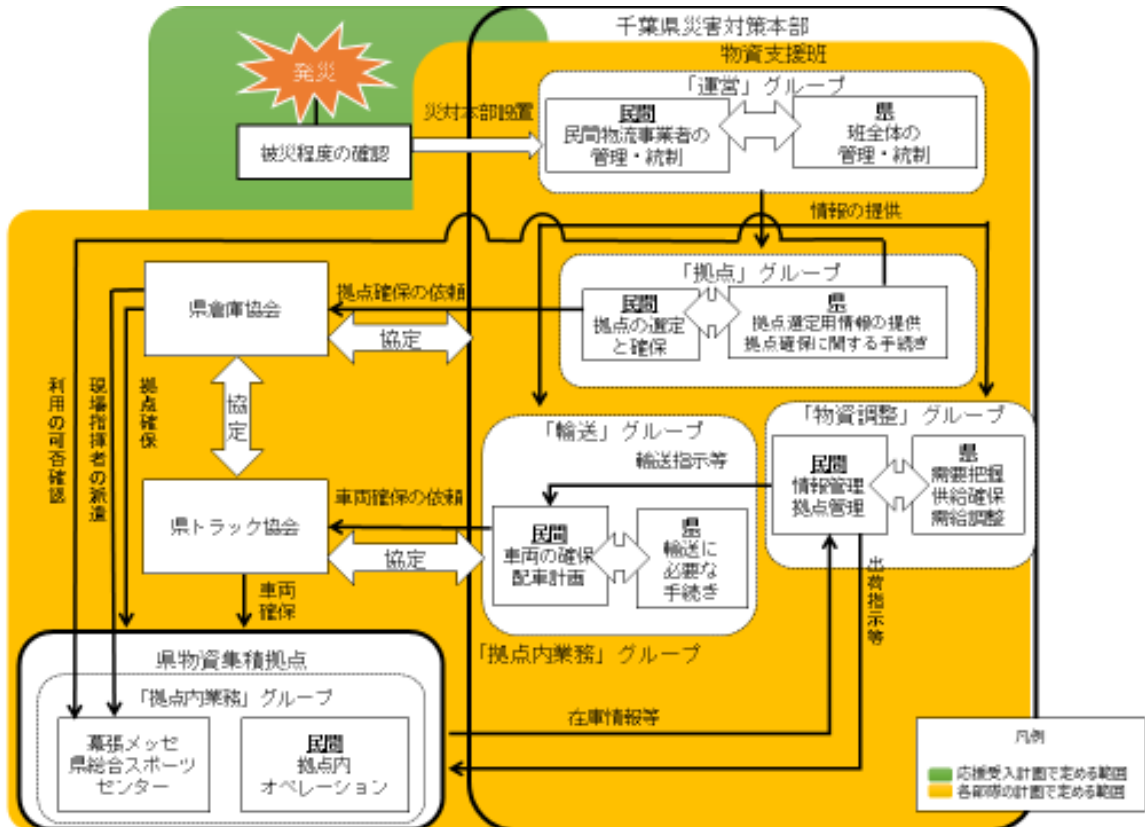 千葉県災害対策本部
物資支援班
発災
災対本部設置
被災程度の確認
「運営」グループ
民間
民間物流事業者の
管理・統制
県
班全体の
管理・統制
情報の提供
「拠点」グループ
民間
拠点の選定
と確保
県
拠点選定用情報の提供
拠点確保に関する手続き
県倉庫協会
拠点確保の依頼
協定
協定
利用の可否確認
現場指揮者の派遣
拠点確保
「輸送」グループ
輸送指示等
民間
車両の確保
配車計画
県
輸送に
必要な
手続き
「物資調整」グループ
民間
情報管理
拠点管理
県
需要把握
供給確保
需給調整
県トラック協会
車両確保の依頼
協定
車両
確保
出荷指示等
「拠点内業務」グループ
県物資集積拠点
「拠点内業務」グループ
幕張メッセ
県総合スポーツ
センター
民間
拠点内
オペレーション
在庫情報等
凡例
応援受入計画で定める範囲
各部隊の計画で定める範囲